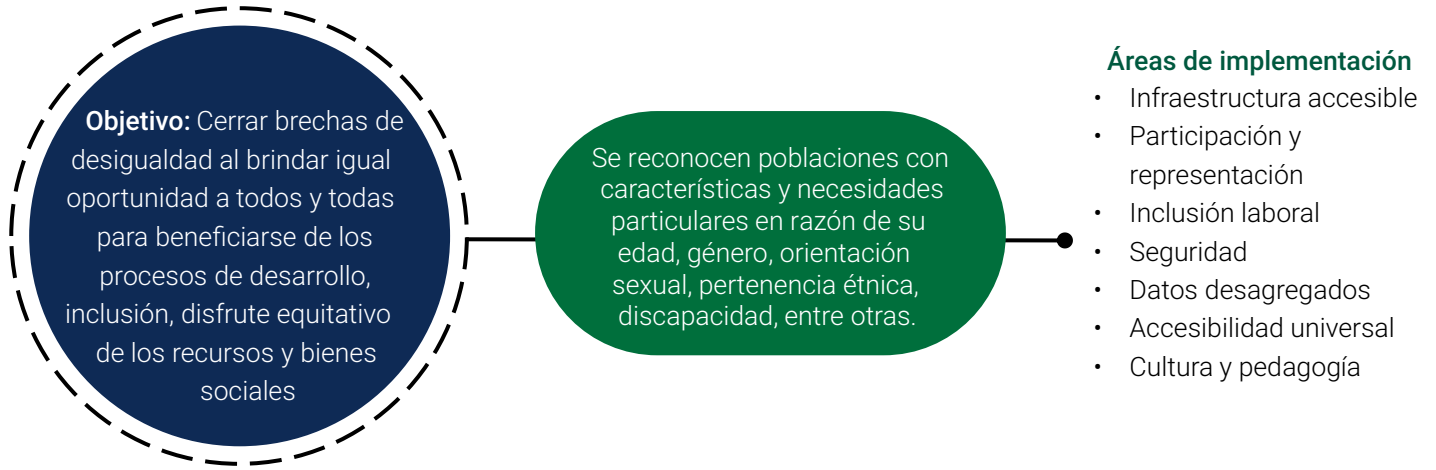 Objetivo: Cerrar brechas de
desigualdad al brindar igual
oportunidad a todos y todas
para beneficiarse de los
procesos de desarrollo,
inclusión, disfrute equitativo
de los recursos y bienes
sociales
Se reconocen poblaciones con
características y necesidades
particulares en razón de su
edad, género, orientación
sexual, pertenencia étnica,
discapacidad, entre otras.
Áreas de implementación
• Infraestructura accesible
• Participación y
representación
• Inclusión laboral
• Seguridad
• Datos desagregados
• Accesibilidad universal
• Cultura y pedagogía